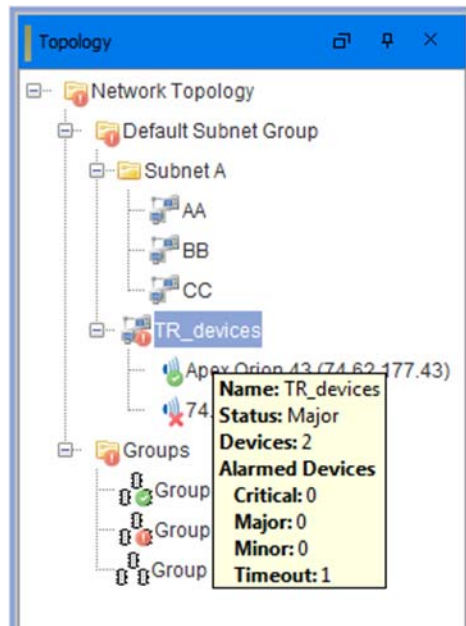 Topology
Network Topology
Default Subnet Group
Subnet A
AA
BB
CC
TR_devices
Apex Orion 43 (74.62.177.43)
74.
Name: TR_devices
Status: Major
Devices: 2
Alarmed Devices
Critical: 0
Major: 0
Minor: 0
Timeout: 1
Groups
Group
Group
Group